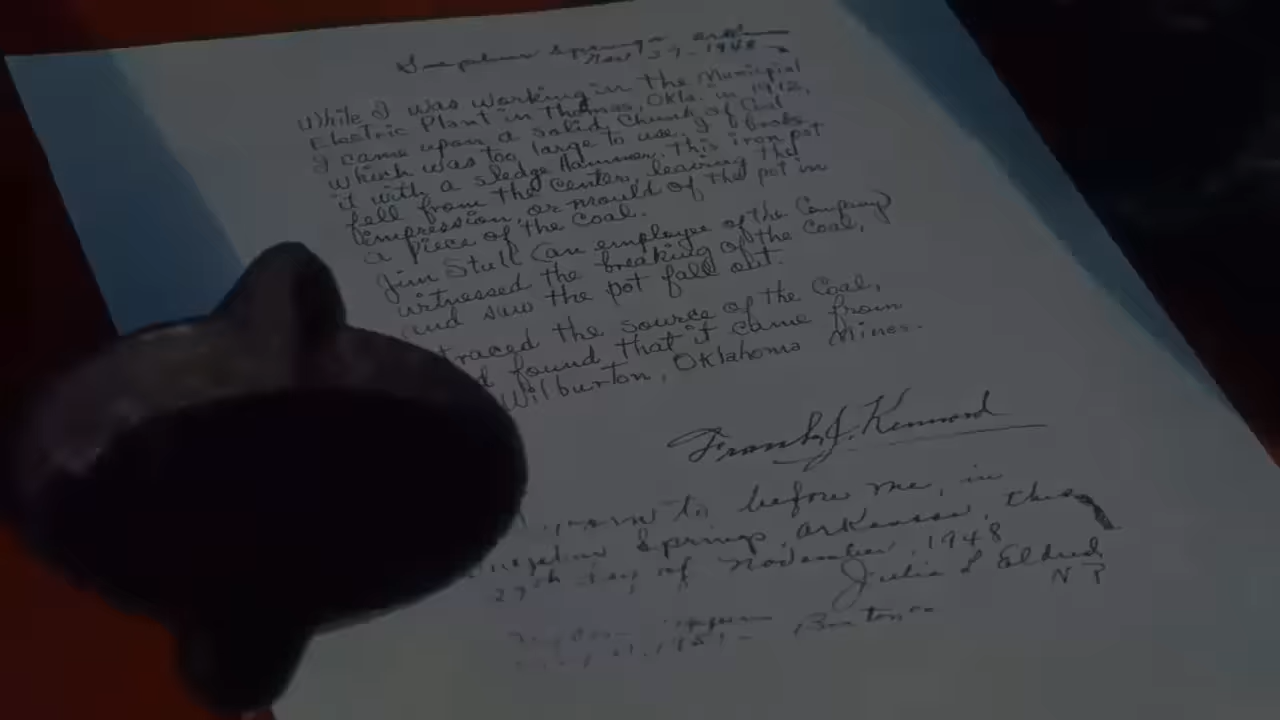 Springs, Ark.
Nov. 27 - 1948
While I was working in the Municipial
Electric Plant in Thomas, Okla. in 1912,
I came upon a solid chunk of coal
which was too large to use. I broke
it with a sledge hammer. This iron pot
fell from the center, leaving the
empression, or mould of the pot in
a piece of the coal.
Jim Stull (an employee of the Company)
witnessed the breaking of the coal,
and saw the pot fall out.
traced the source of the coal,
found that it came from
Wilburton, Oklahoma Mines.
Frank J. Kennard
to before me, in
Springs, Arkansas, this
27th day of November, 1948
Julia L Eldred
N P
Benton